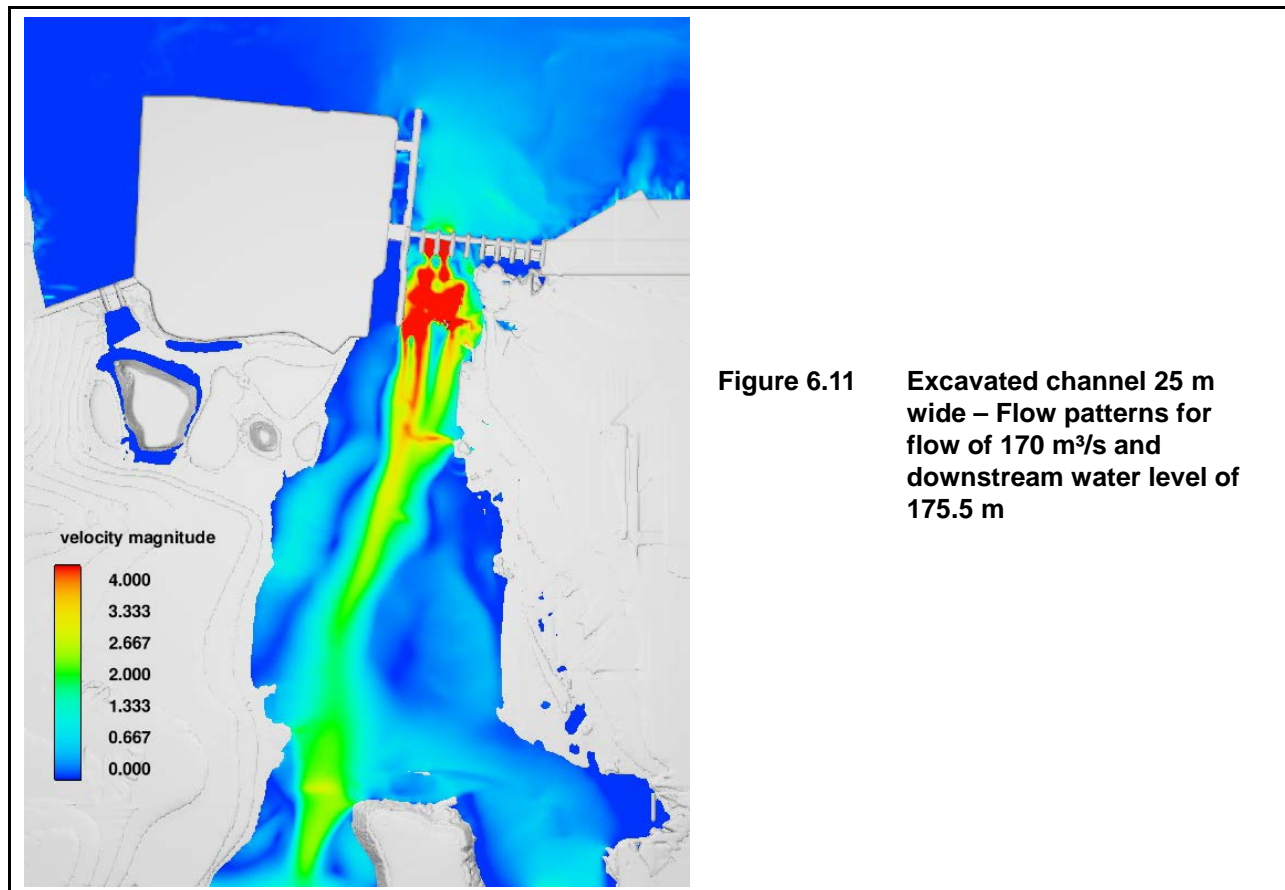 Figure 6.11 Excavated channel 25 m
wide – Flow patterns for
flow of 170 m³/s and
downstream water level of
175.5 m
velocity magnitude
4.000
3.333
2.667
2.000
1.333
0.667
0.000